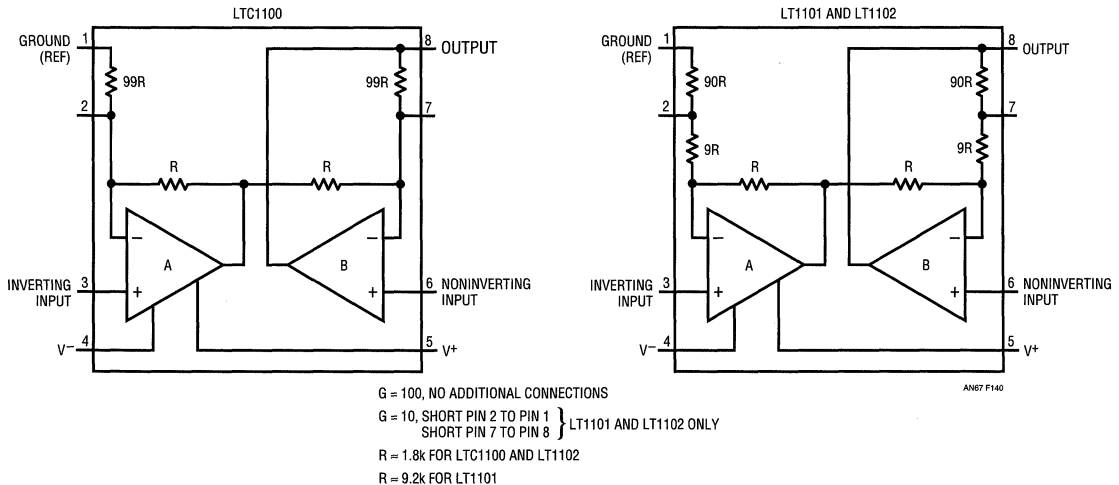 LTC1100
GROUND
(REF)
1
8
OUTPUT
99R
99R
2
7
R
R
A
B
–
–
+
+
INVERTING
INPUT
3
6
NONINVERTING
INPUT
V–
4
5
V+
LT1101 AND LT1102
GROUND
(REF)
1
8
OUTPUT
90R
90R
2
7
9R
9R
R
R
A
B
–
–
+
+
INVERTING
INPUT
3
6
NONINVERTING
INPUT
V–
4
5
V+
AN67 F140
G = 100, NO ADDITIONAL CONNECTIONS
G = 10, SHORT PIN 2 TO PIN 1
SHORT PIN 7 TO PIN 8
} LT1101 AND LT1102 ONLY
R ≈ 1.8k FOR LTC1100 AND LT1102
R ≈ 9.2k FOR LT1101